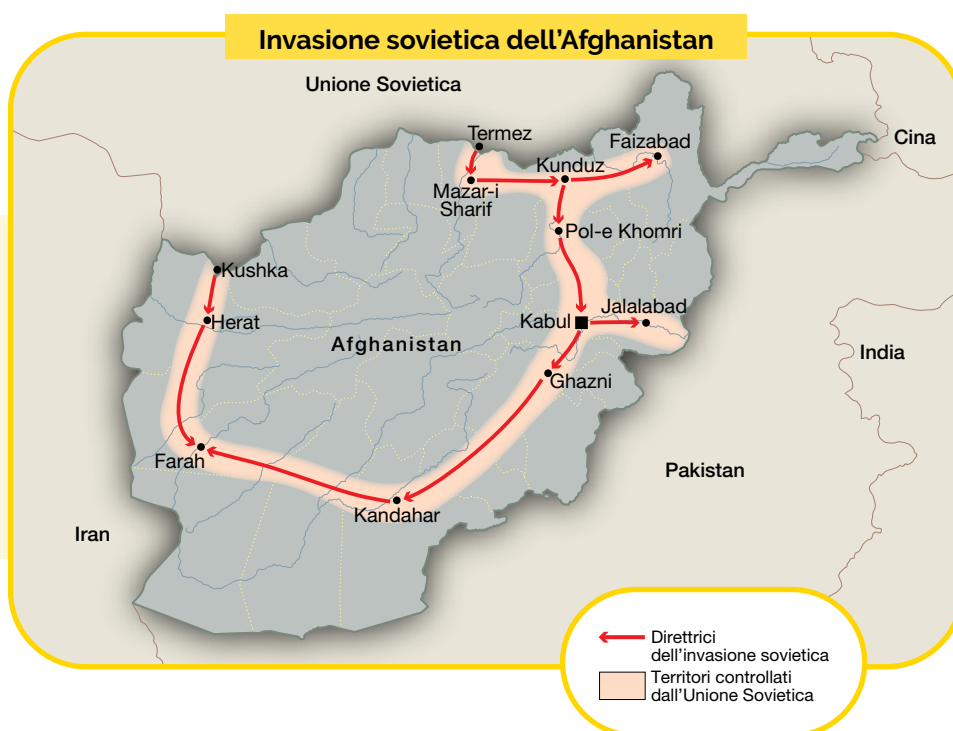 Invasione sovietica dell'Afghanistan
Unione Sovietica
Termez
Faizabad
Cina
Kunduz
Mazar-i
Sharif
Pol-e Khomri
Kushka
Jalalabad
Herat
Kabul
Afghanistan
India
Ghazni
Farah
Pakistan
Kandahar
Iran
Direttrici
dell'invasione sovietica
Territori controllati
dall'Unione Sovietica